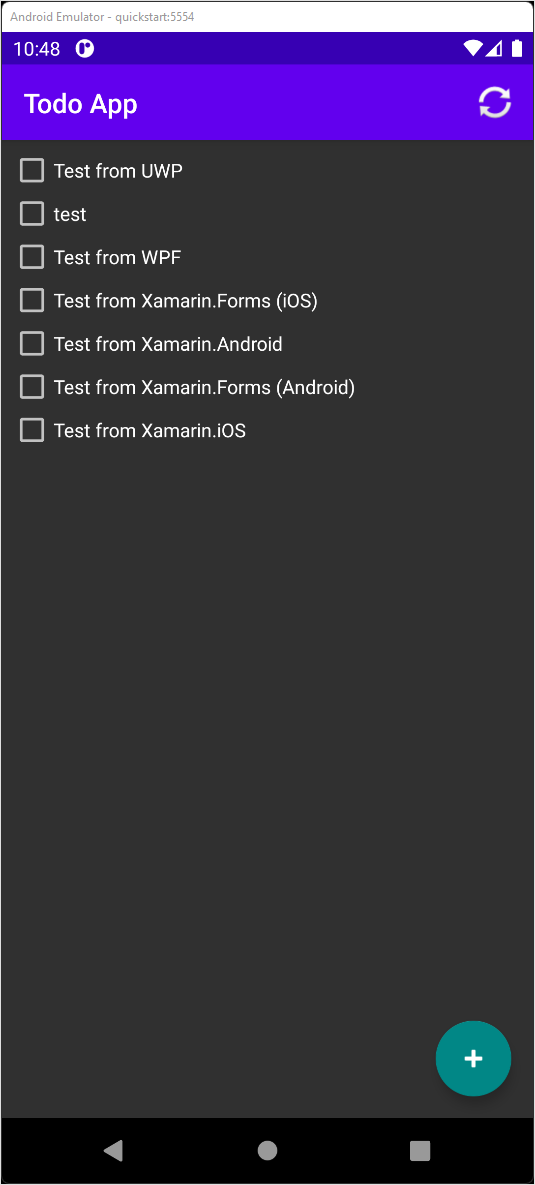 Android Emulator - quickstart:5554
10:48
Todo App
Test from UWP
test
Test from WPF
Test from Xamarin.Forms (iOS)
Test from Xamarin.Android
Test from Xamarin.Forms (Android)
Test from Xamarin.iOS
+